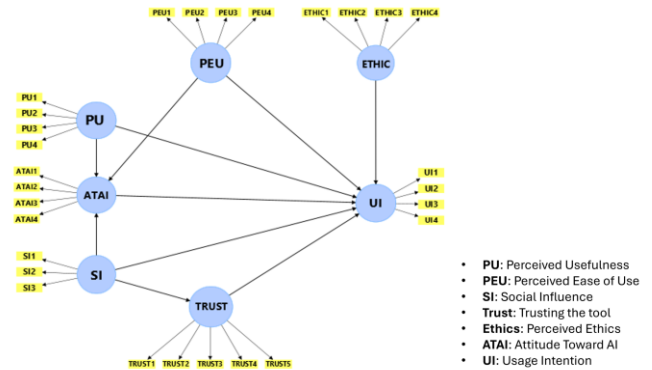 PEU1 PEU2 PEU3 PEU4
ETHIC1 ETHIC2 ETHIC3 ETHIC4
PEU
ETHIC
PU1
PU2
PU3
PU4
PU
ATAI1
ATAI2
ATAI3
ATAI4
ATAI
UI
UI1
UI2
UI3
UI4
SI1
SI2
SI3
SI
TRUST
TRUST1 TRUST2 TRUST3 TRUST4 TRUST5
• PU: Perceived Usefulness
• PEU: Perceived Ease of Use
• SI: Social Influence
• Trust: Trusting the tool
• Ethics: Perceived Ethics
• ATAI: Attitude Toward AI
• UI: Usage Intention